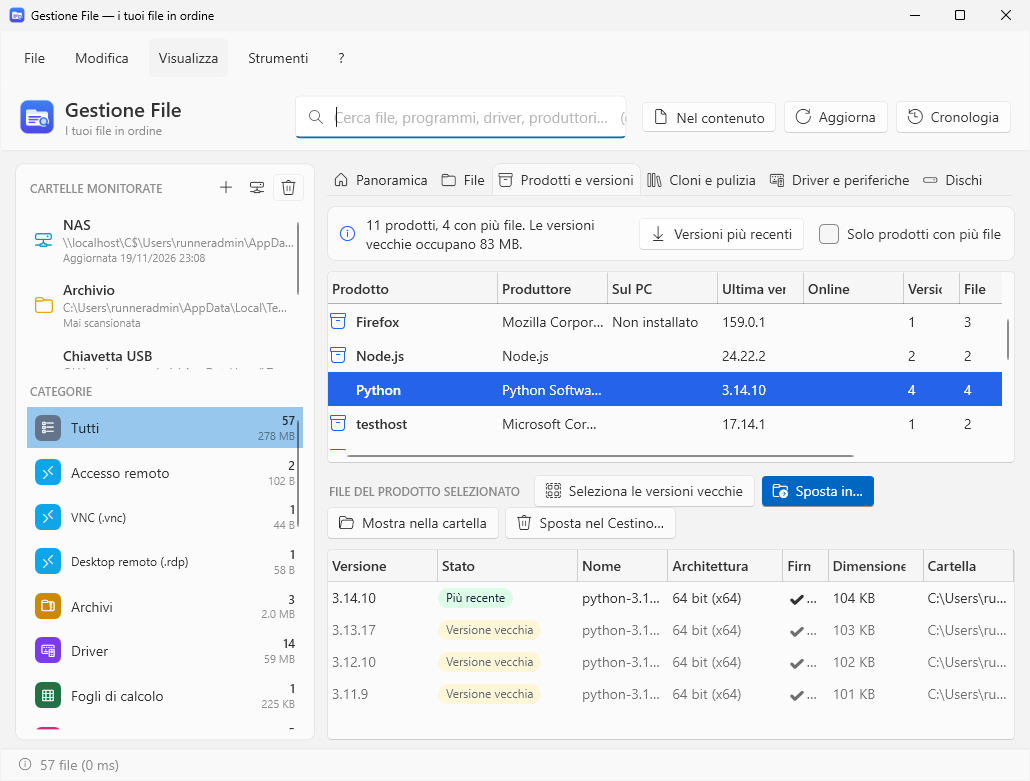 Gestione File — i tuoi file in ordine
File Modifica Visualizza Strumenti ?
Gestione File
I tuoi file in ordine
Cerca file, programmi, driver, produttori...
Nel contenuto Aggiorna Cronologia
CARTELLE MONITORATE
NAS
\\localhost\C$\Users\runneradmin\AppDa...
Aggiornata 19/11/2026 23:08
Archivio
C:\Users\runneradmin\AppData\Local\Te...
Mai scansionata
Chiavetta USB
CATEGORIE
Tutti 57
278 MB
Accesso remoto 2
102 B
VNC (.vnc) 1
44 B
Desktop remoto (.rdp) 1
58 B
Archivi 3
2.0 MB
Driver 14
59 MB
Fogli di calcolo 1
225 KB
Panoramica File Prodotti e versioni Cloni e pulizia Driver e periferiche Dischi
11 prodotti, 4 con più file. Le versioni
vecchie occupano 83 MB.
Versioni più recenti Solo prodotti con più file
Prodotto Produttore Sul PC Ultima ver Online Versic File
Firefox Mozilla Corpor... Non installato 159.0.1 1 3
Node.js Node.js 24.22.2 2 2
Python Python Softwa... 3.14.10 4 4
testhost Microsoft Cor... 17.14.1 1 2
FILE DEL PRODOTTO SELEZIONATO Seleziona le versioni vecchie Sposta in...
Mostra nella cartella Sposta nel Cestino...
Versione Stato Nome Architettura Firn Dimensione Cartella
3.14.10 Più recente python-3.1... 64 bit (x64) ✔ ... 104 KB C:\Users\ru...
3.13.17 Versione vecchia python-3.1... 64 bit (x64) ✔ ... 103 KB C:\Users\ru...
3.12.10 Versione vecchia python-3.1... 64 bit (x64) ✔ ... 102 KB C:\Users\ru...
3.11.9 Versione vecchia python-3.1... 64 bit (x64) ✔ ... 101 KB C:\Users\ru...
57 file (0 ms)